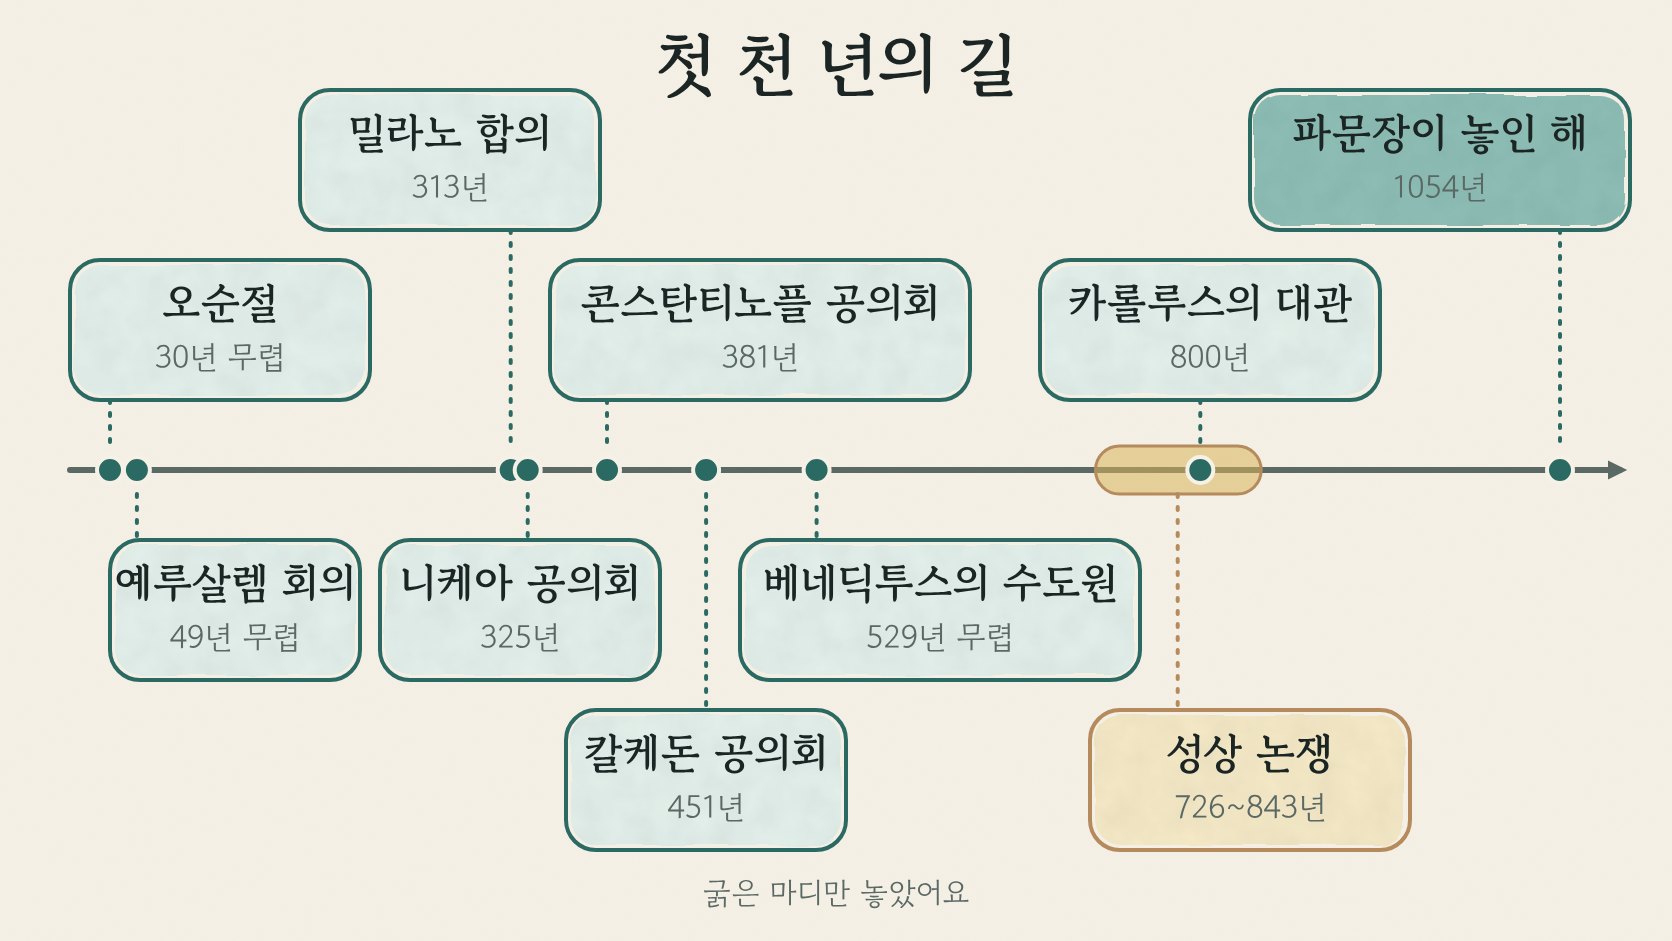 첫 천 년의 길
밀라노 합의
313년
파문장이 놓인 해
1054년
오순절
30년 무렵
콘스탄티노플 공의회
381년
카롤루스의 대관
800년
예루살렘 회의
49년 무렵
니케아 공의회
325년
베네딕투스의 수도원
529년 무렵
칼케돈 공의회
451년
성상 논쟁
726~843년
굵은 마디만 놓았어요